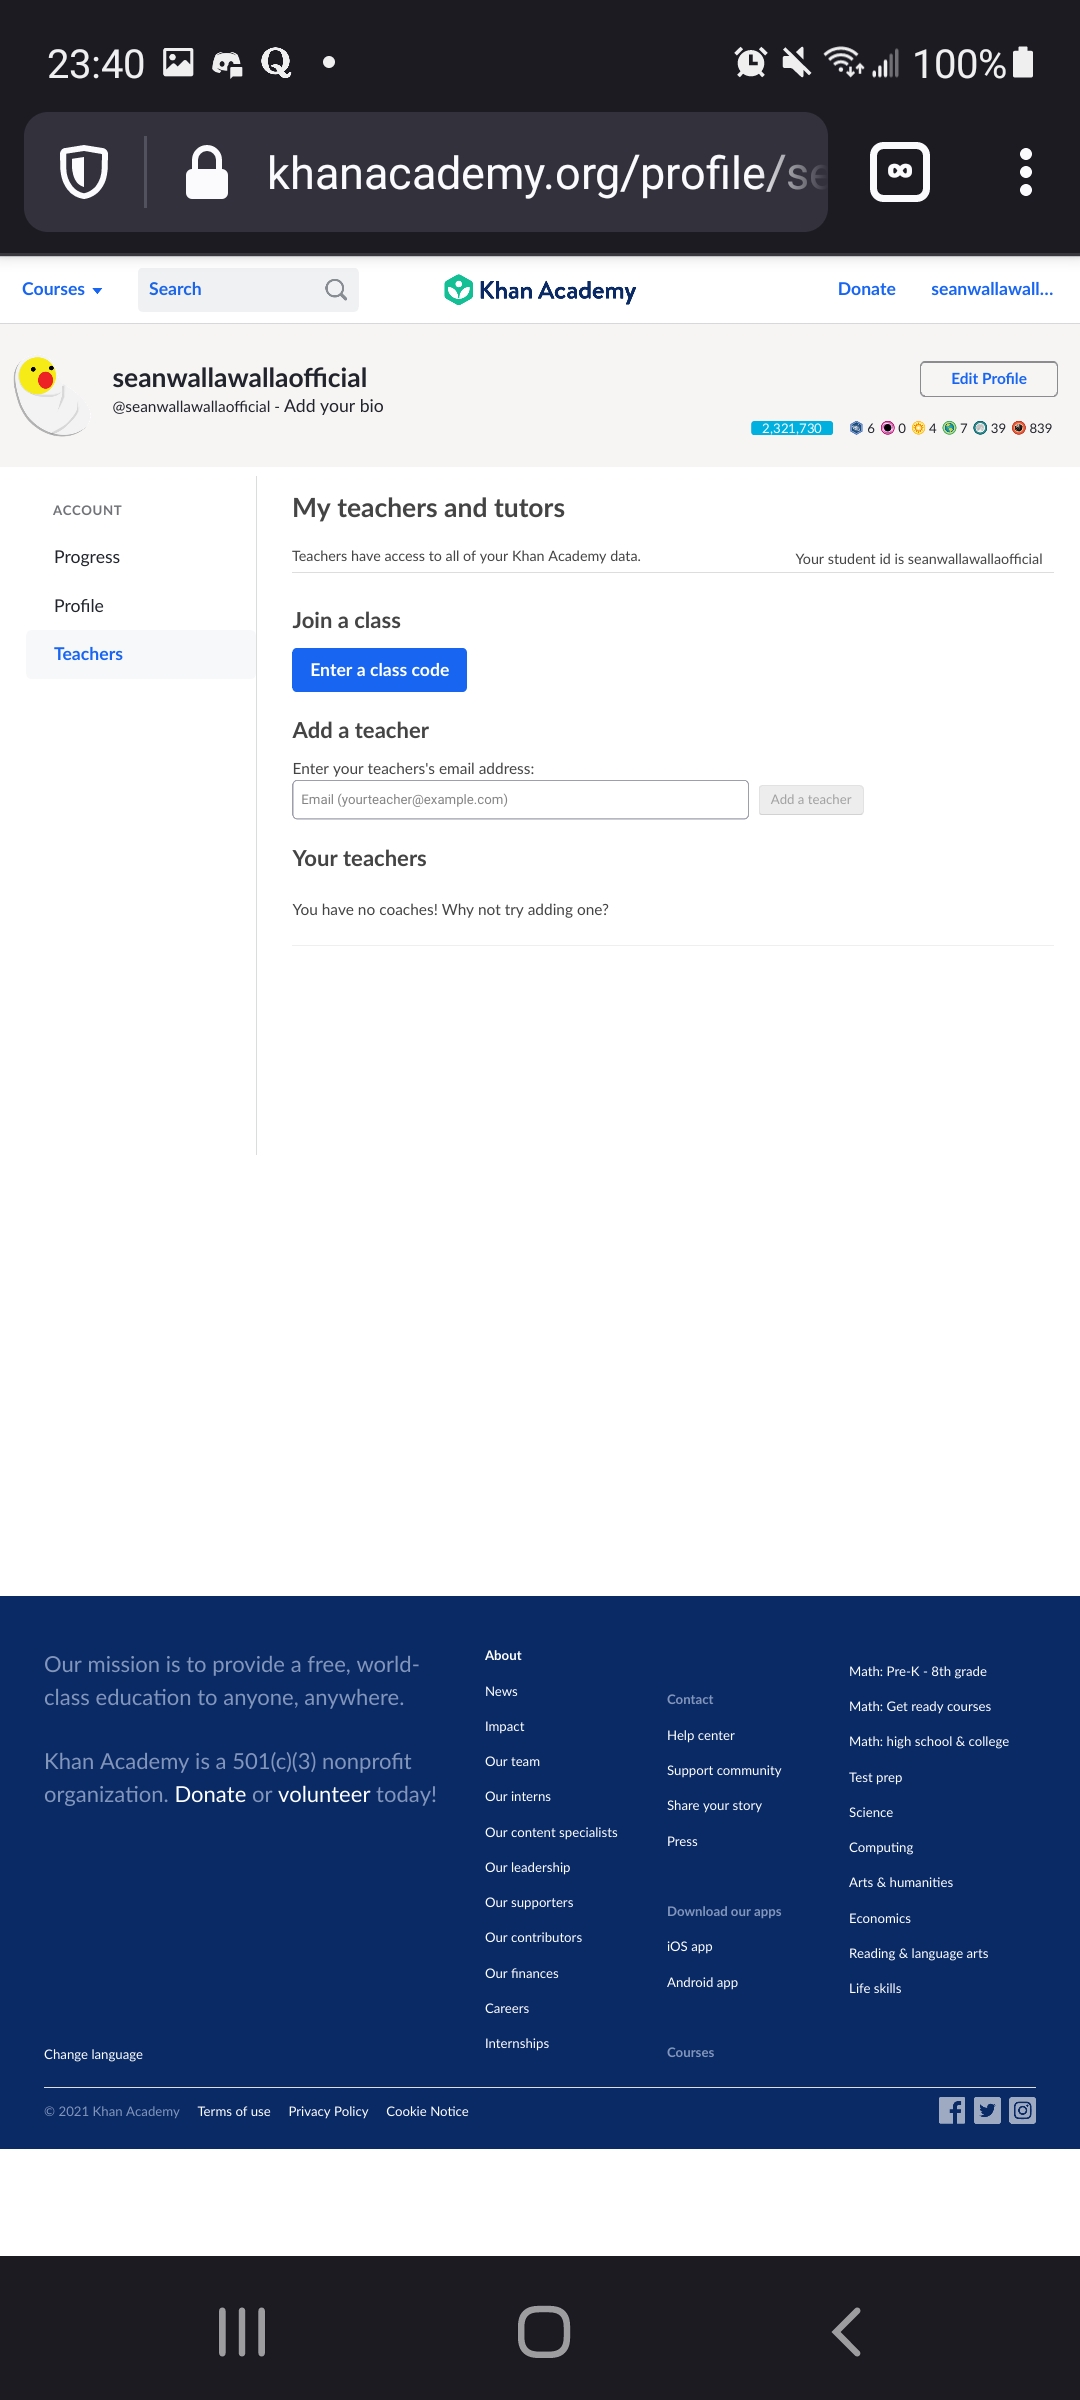 23:40
100%
khanacademy.org/profile/se
Courses
Search
Khan Academy
Donate
seanwallawall...
seanwallawallaofficial
@seanwallawallaofficial - Add your bio
Edit Profile
2,321,730 6 0 4 7 39 839
ACCOUNT
Progress
Profile
Teachers
My teachers and tutors
Teachers have access to all of your Khan Academy data.
Your student id is seanwallawallaofficial
Join a class
Enter a class code
Add a teacher
Enter your teachers's email address:
Email (yourteacher@example.com)
Add a teacher
Your teachers
You have no coaches! Why not try adding one?
Our mission is to provide a free, world-
class education to anyone, anywhere.
Khan Academy is a 501(c)(3) nonprofit
organization. Donate or volunteer today!
Change language
About
News
Impact
Our team
Our interns
Our content specialists
Our leadership
Our supporters
Our contributors
Our finances
Careers
Internships
Contact
Help center
Support community
Share your story
Press
Download our apps
iOS app
Android app
Courses
Math: Pre-K - 8th grade
Math: Get ready courses
Math: high school & college
Test prep
Science
Computing
Arts & humanities
Economics
Reading & language arts
Life skills
© 2021 Khan Academy
Terms of use
Privacy Policy
Cookie Notice